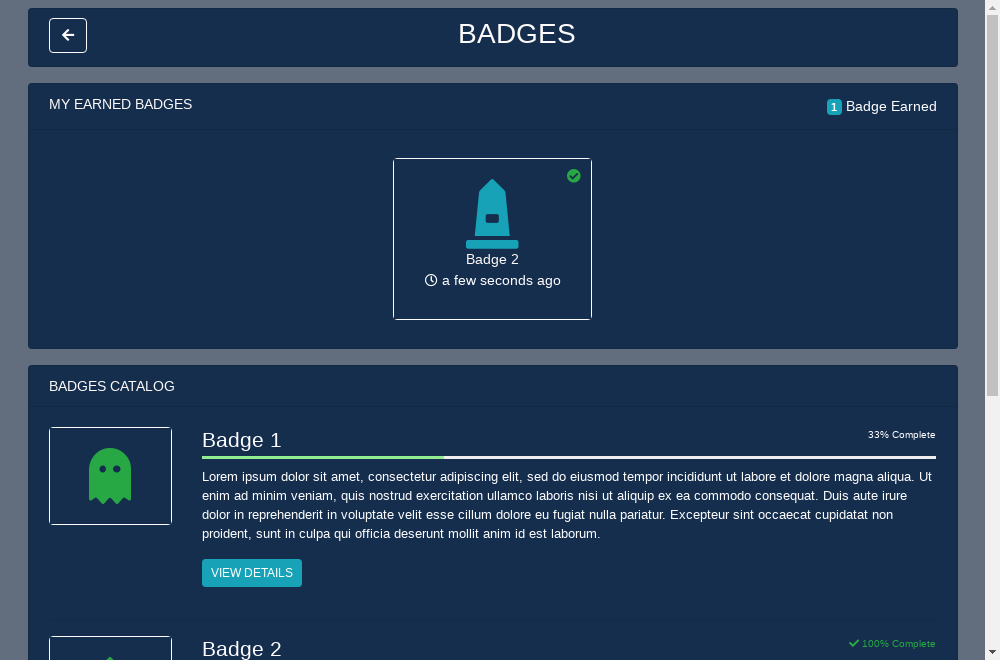 BADGES
MY EARNED BADGES
1 Badge Earned
Badge 2
a few seconds ago
BADGES CATALOG
Badge 1
33% Complete
Lorem ipsum dolor sit amet, consectetur adipiscing elit, sed do eiusmod tempor incididunt ut labore et dolore magna aliqua. Ut
enim ad minim veniam, quis nostrud exercitation ullamco laboris nisi ut aliquip ex ea commodo consequat. Duis aute irure
dolor in reprehenderit in voluptate velit esse cillum dolore eu fugiat nulla pariatur. Excepteur sint occaecat cupidatat non
proident, sunt in culpa qui officia deserunt mollit anim id est laborum.
VIEW DETAILS
Badge 2
100% Complete